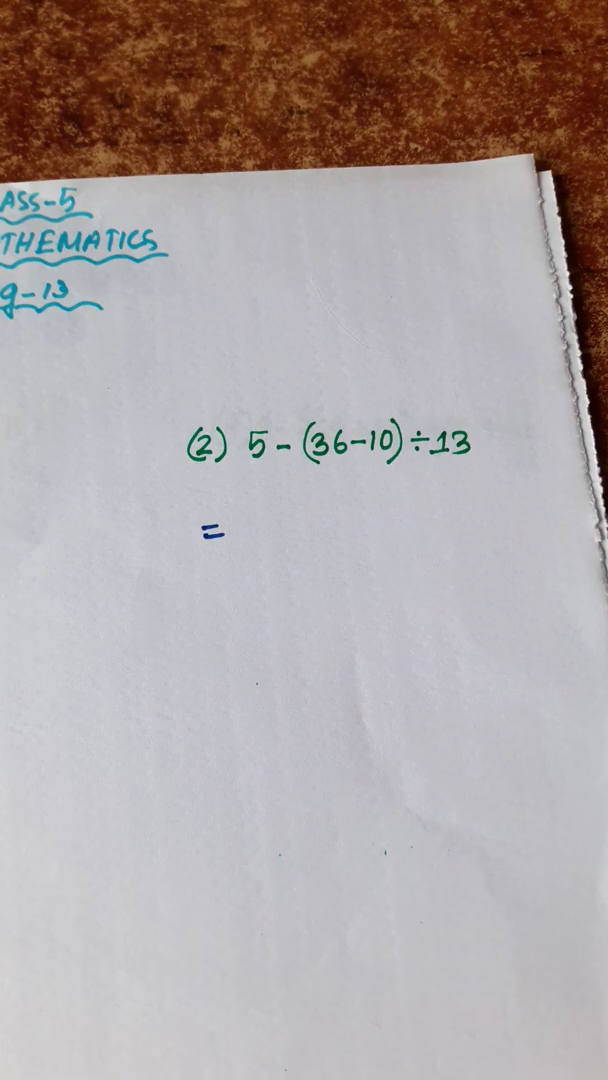 ASS-5
THEMATICS
g-13
(2) 5-(36-10)÷13
=